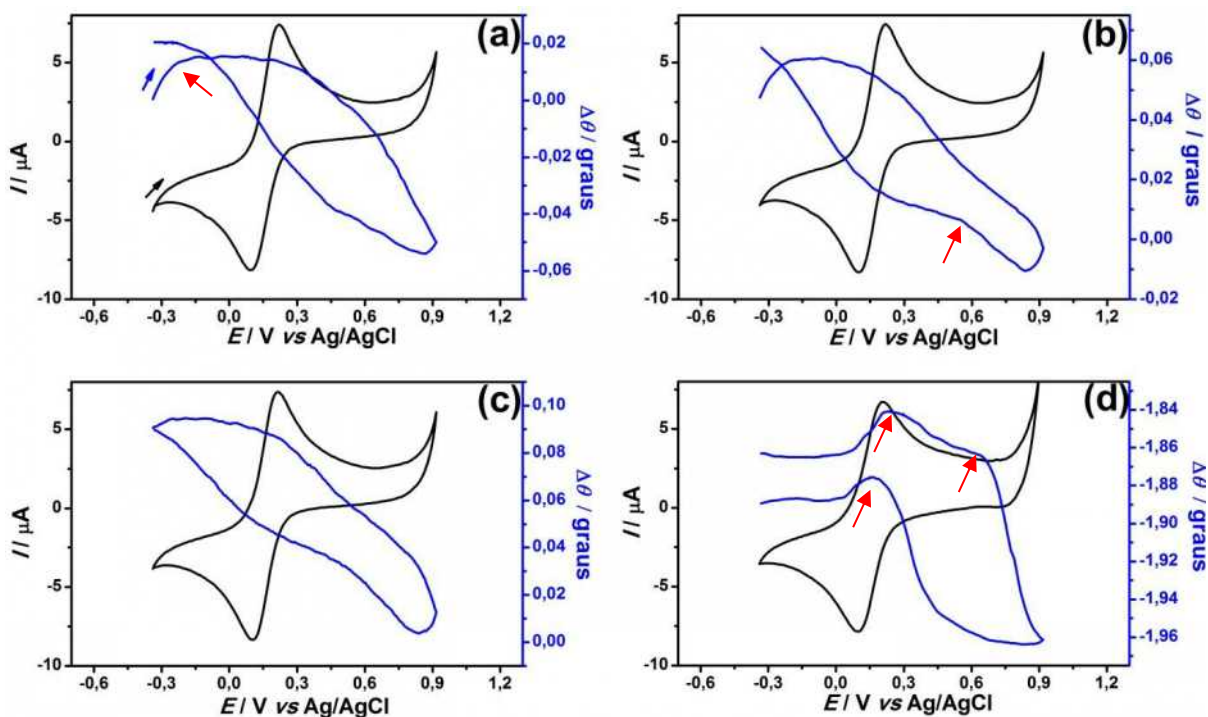 (a)
5
0
-5
-10
I / µA
0,02
0,00
-0,02
-0,04
-0,06
Δθ / graus
-0,6 -0,3 0,0 0,3 0,6 0,9 1,2
E / V vs Ag/AgCl
(b)
5
0
-5
-10
I / µA
0,06
0,04
0,02
0,00
-0,02
Δθ / graus
-0,6 -0,3 0,0 0,3 0,6 0,9 1,2
E / V vs Ag/AgCl
(c)
5
0
-5
-10
I / µA
0,10
0,08
0,06
0,04
0,02
0,00
Δθ / graus
-0,6 -0,3 0,0 0,3 0,6 0,9 1,2
E / V vs Ag/AgCl
(d)
5
0
-5
-10
I / µA
-1,84
-1,86
-1,88
-1,90
-1,92
-1,94
-1,96
Δθ / graus
-0,6 -0,3 0,0 0,3 0,6 0,9 1,2
E / V vs Ag/AgCl